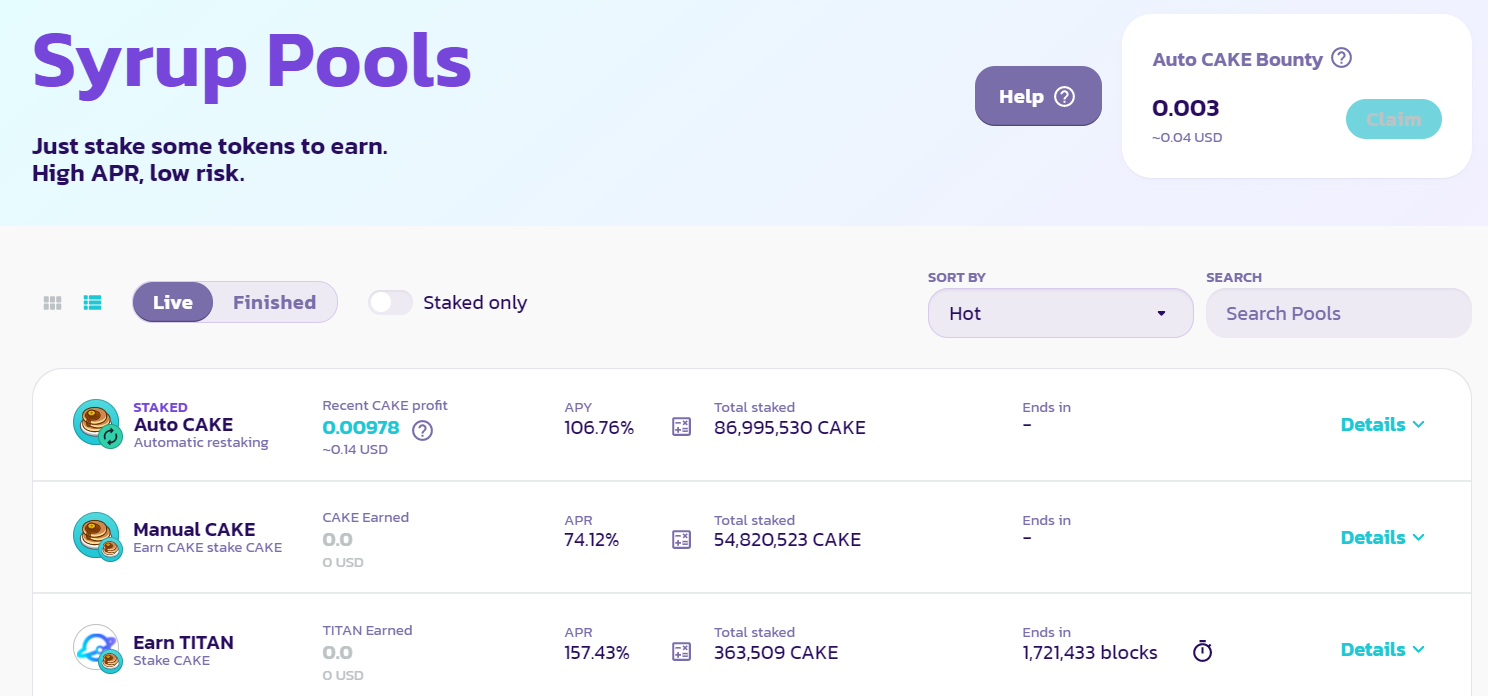 Syrup Pools
Just stake some tokens to earn.
High APR, low risk.
Help
Auto CAKE Bounty
0.003
~0.04 USD
Claim
Live
Finished
Staked only
SORT BY
Hot
SEARCH
Search Pools
STAKED
Auto CAKE
Automatic restaking
Recent CAKE profit
0.00978
~0.14 USD
APY
106.76%
Total staked
86,995,530 CAKE
Ends in
-
Details
Manual CAKE
Earn CAKE stake CAKE
CAKE Earned
0.0
0 USD
APR
74.12%
Total staked
54,820,523 CAKE
Ends in
-
Details
Earn TITAN
Stake CAKE
TITAN Earned
0.0
0 USD
APR
157.43%
Total staked
363,509 CAKE
Ends in
1,721,433 blocks
Details